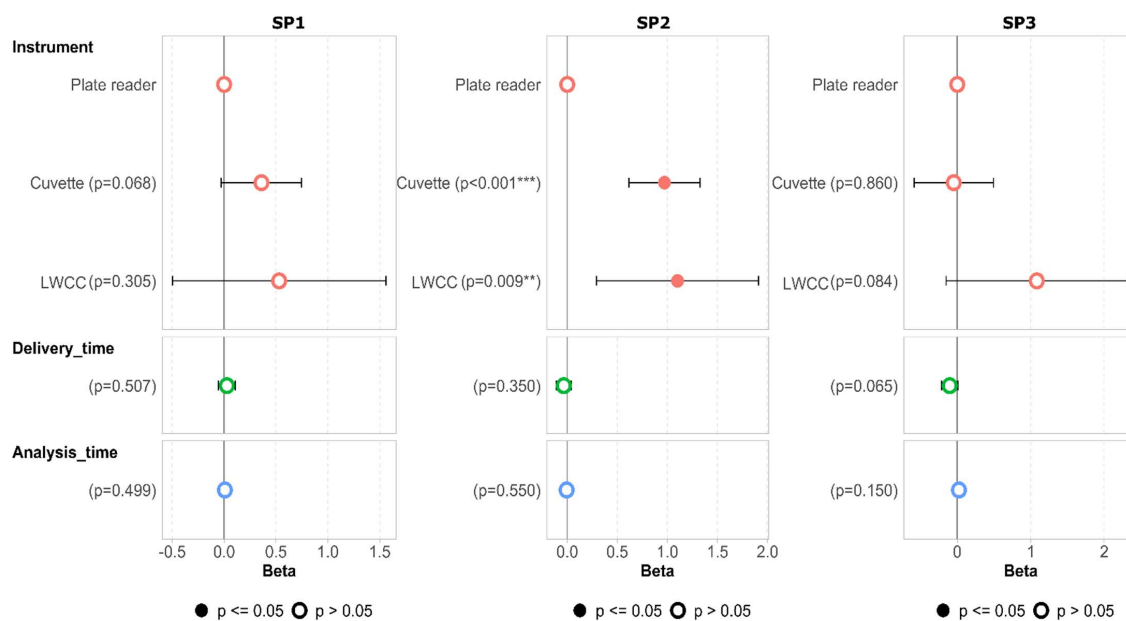 SP1
SP2
SP3
Instrument
Plate reader
Plate reader
Plate reader
Cuvette (p=0.068)
Cuvette (p<0.001***)
Cuvette (p=0.860)
LWCC (p=0.305)
LWCC (p=0.009**)
LWCC (p=0.084)
Delivery_time
(p=0.507)
(p=0.350)
(p=0.065)
Analysis_time
(p=0.499)
(p=0.550)
(p=0.150)
-0.5 0.0 0.5 1.0 1.5
0.0 0.5 1.0 1.5 2.0
0 1 2
Beta
Beta
Beta
p <= 0.05 p > 0.05
p <= 0.05 p > 0.05
p <= 0.05 p > 0.05